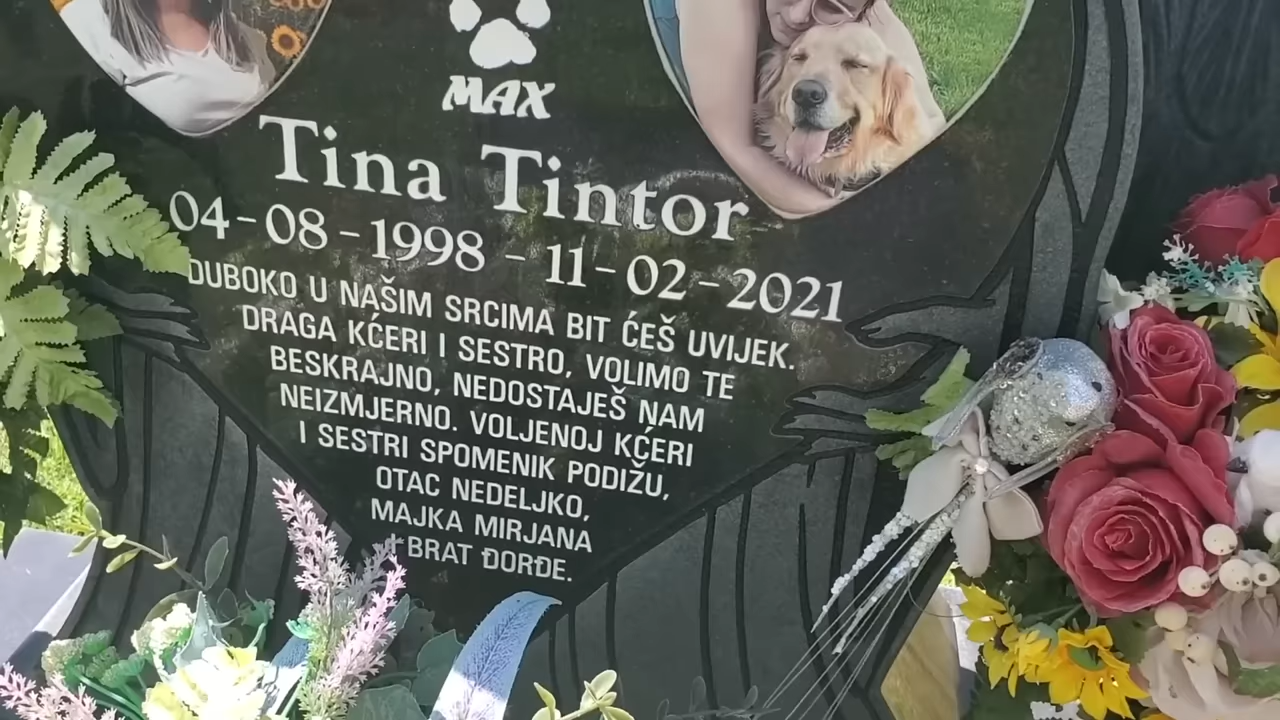 MAX
Tina Tintor
04-08-1998 - 11-02-2021
DUBOKO U NAŠIM SRCIMA BIT ĆEŠ UVIJEK.
DRAGA KĆERI I SESTRO, VOLIMO TE
BESKRAJNO, NEDOSTAJEŠ NAM
NEIZMJERNO. VOLJENOJ KĆERI
I SESTRI SPOMENIK PODIŽU,
OTAC NEDELJKO,
MAJKA MIRJANA
I BRAT ĐORĐE.